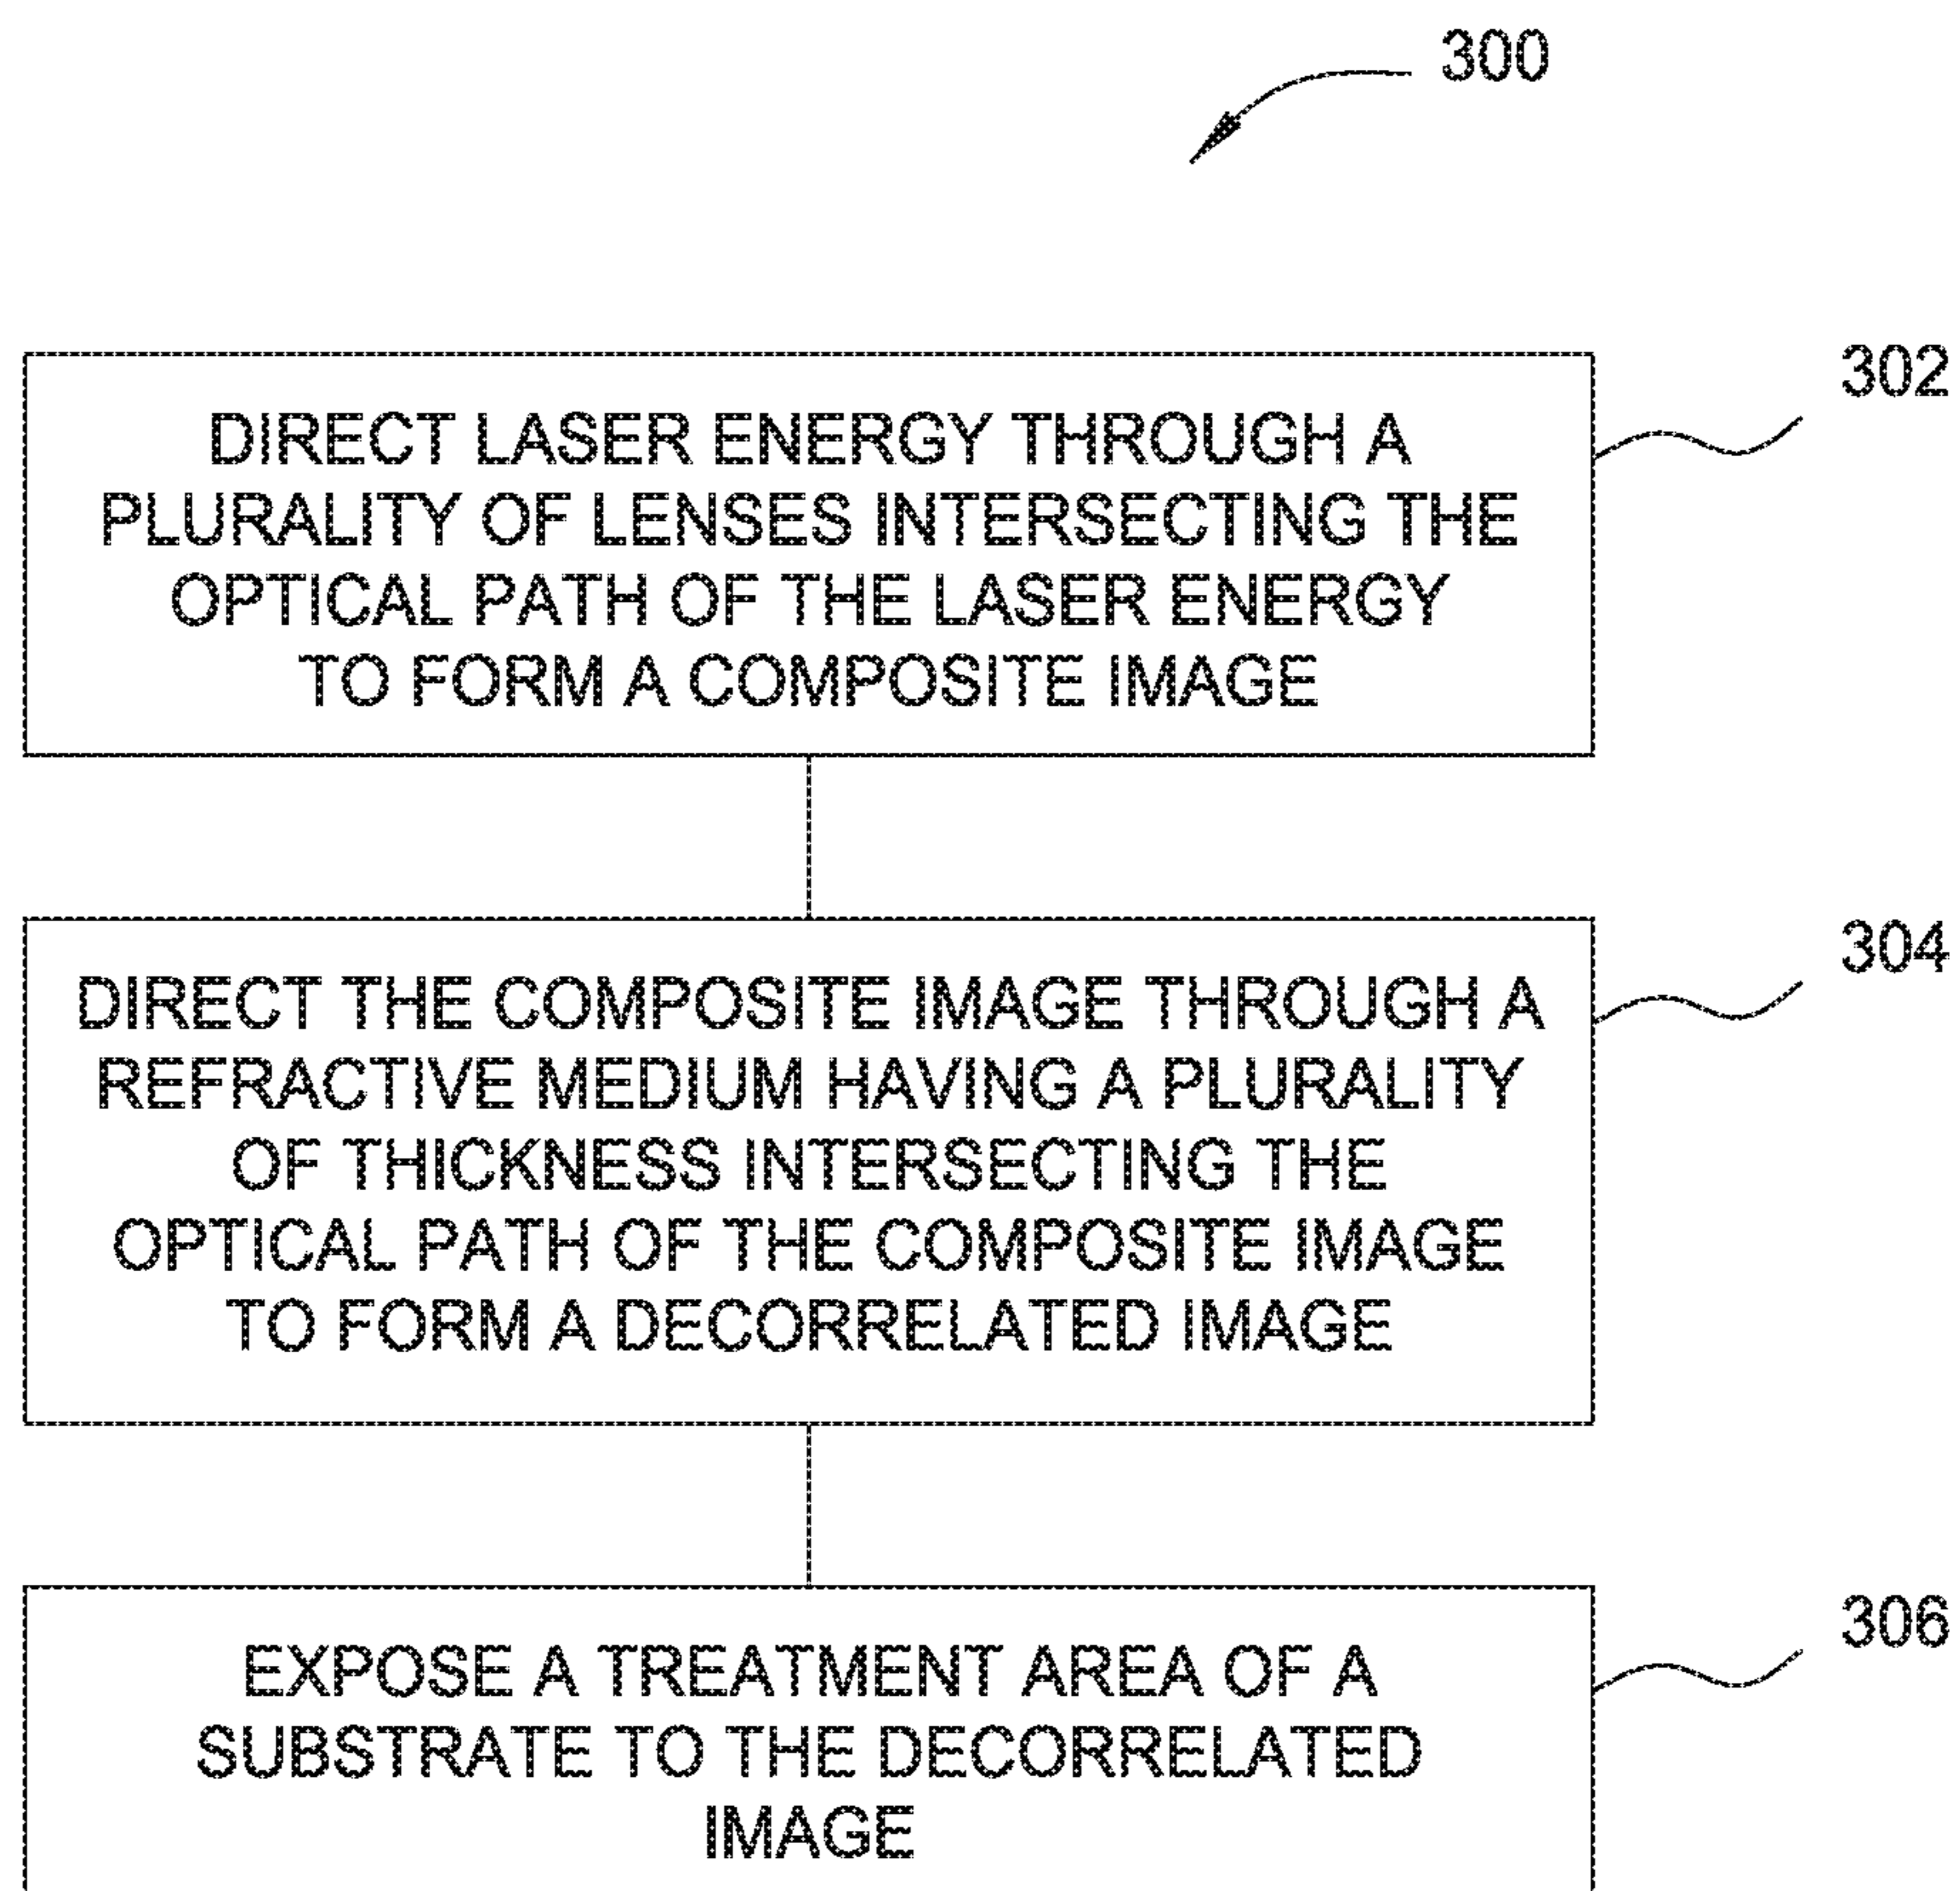 300
302
DIRECT LASER ENERGY THROUGH A
PLURALITY OF LENSES INTERSECTING THE
OPTICAL PATH OF THE LASER ENERGY
TO FORM A COMPOSITE IMAGE
304
DIRECT THE COMPOSITE IMAGE THROUGH A
REFRACTIVE MEDIUM HAVING A PLURALITY
OF THICKNESS INTERSECTING THE
OPTICAL PATH OF THE COMPOSITE IMAGE
TO FORM A DECORRELATED IMAGE
306
EXPOSE A TREATMENT AREA OF A
SUBSTRATE TO THE DECORRELATED
IMAGE